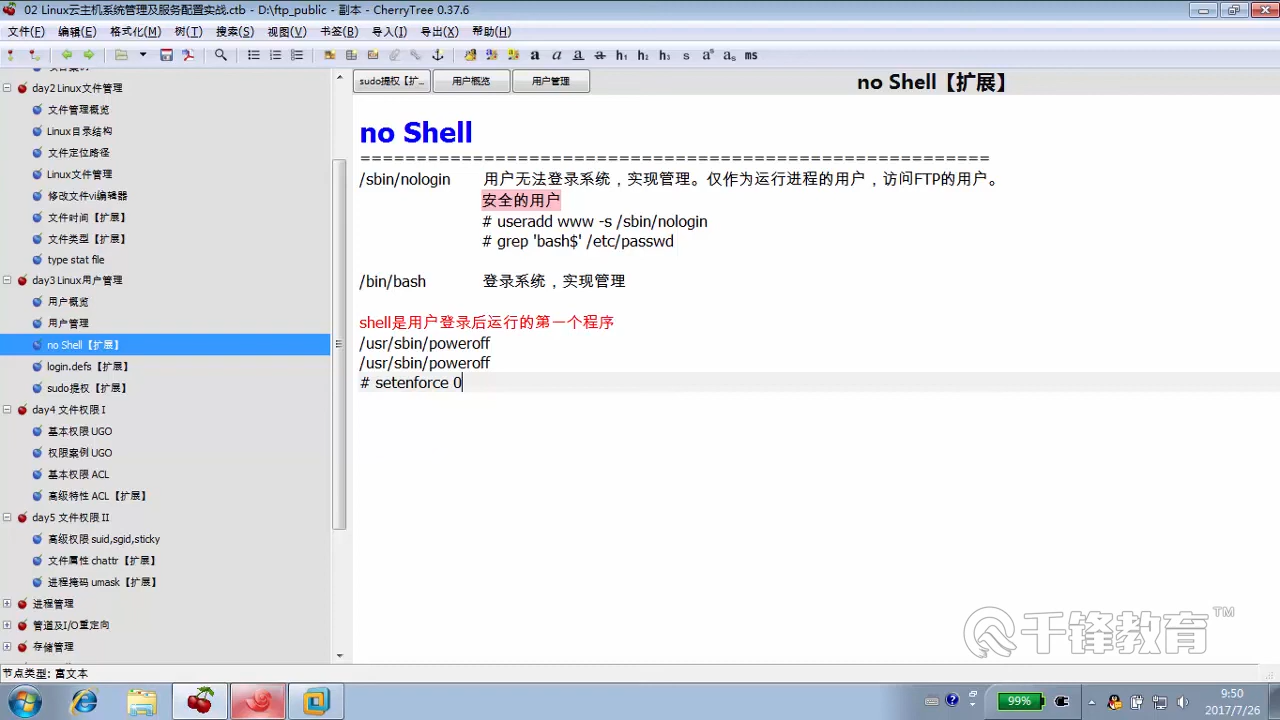 02 Linux云主机系统管理及服务配置实战.ctb - D:\ftp_public - 副本 - CherryTree 0.37.6
文件(F) 编辑(E) 格式化(M) 树(T) 搜索(S) 视图(V) 书签(B) 导入(I) 导出(X) 帮助(H)
a a a a h₁ h₂ h₃ s aˢ aₛ ms
day2 Linux文件管理
文件管理概览
Linux目录结构
文件定位路径
Linux文件管理
修改文件vi编辑器
文件时间【扩展】
文件类型【扩展】
type stat file
day3 Linux用户管理
用户概览
用户管理
no Shell【扩展】
login.defs【扩展】
sudo提权【扩展】
day4 文件权限 I
基本权限 UGO
权限案例 UGO
基本权限 ACL
高级特性 ACL【扩展】
day5 文件权限 II
高级权限 suid,sgid,sticky
文件属性 chattr【扩展】
进程掩码 umask【扩展】
进程管理
管道及I/O重定向
存储管理
sudo提权【扩... 用户概览 用户管理 no Shell【扩展】
no Shell
========================================================
/sbin/nologin 用户无法登录系统，实现管理。仅作为运行进程的用户，访问FTP的用户。
安全的用户
# useradd www -s /sbin/nologin
# grep 'bash$' /etc/passwd
/bin/bash 登录系统，实现管理
shell是用户登录后运行的第一个程序
/usr/sbin/poweroff
/usr/sbin/poweroff
# setenforce 0
千锋教育™
节点类型: 富文本
99%
9:50
2017/7/26